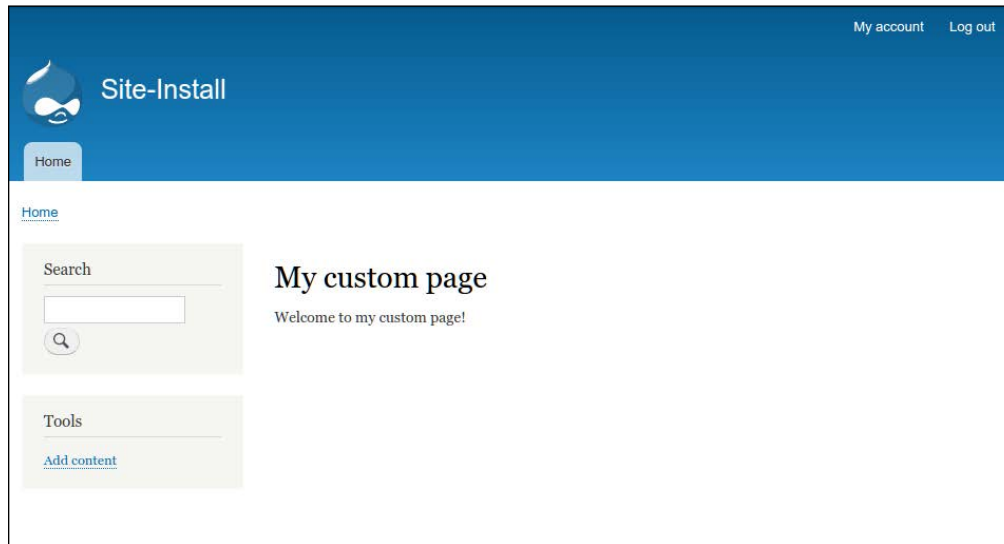 My account Log out
Site-Install
Home
Home
Search
My custom page
Welcome to my custom page!
Tools
Add content